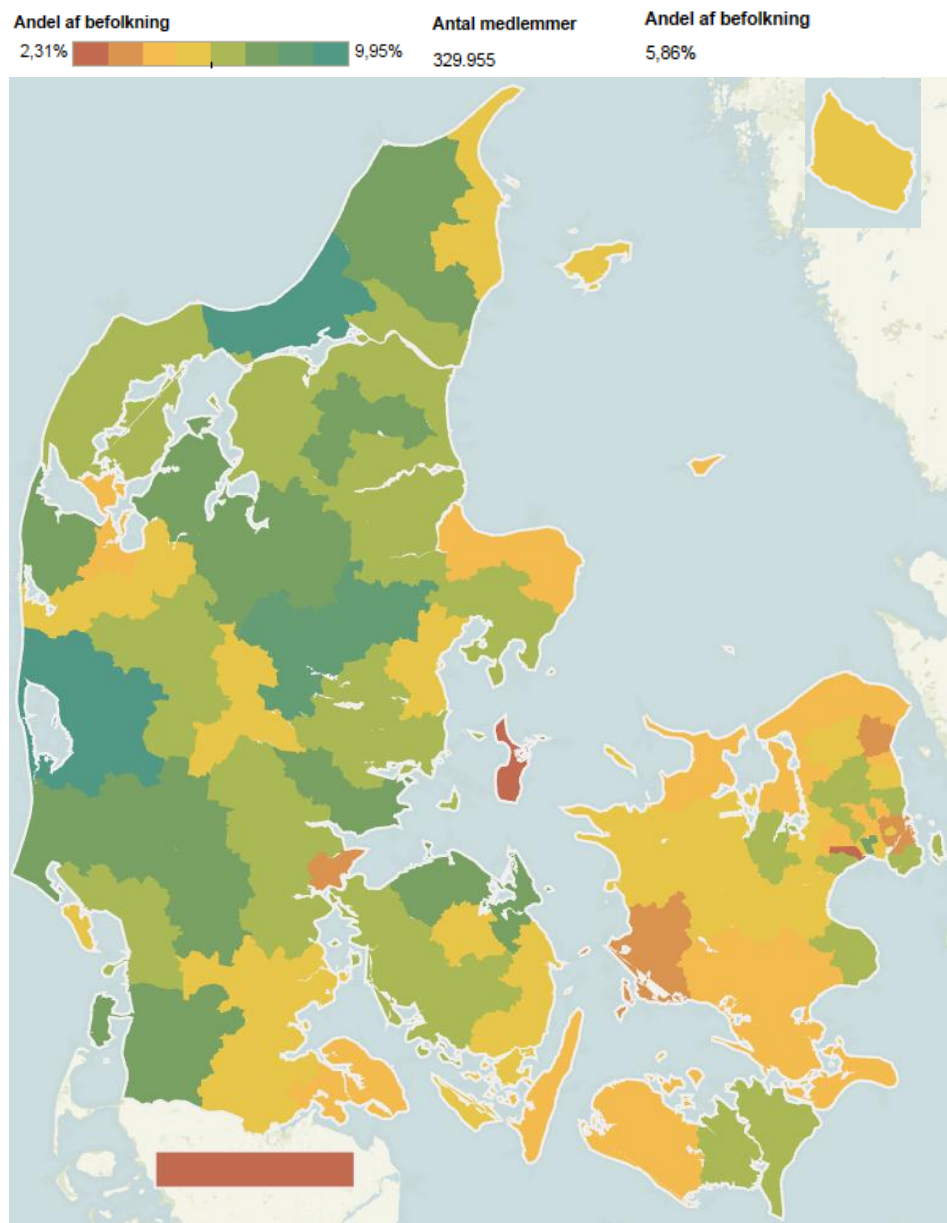 Andel af befolkning
2,31% 9,95%
Antal medlemmer
329.955
Andel af befolkning
5,86%